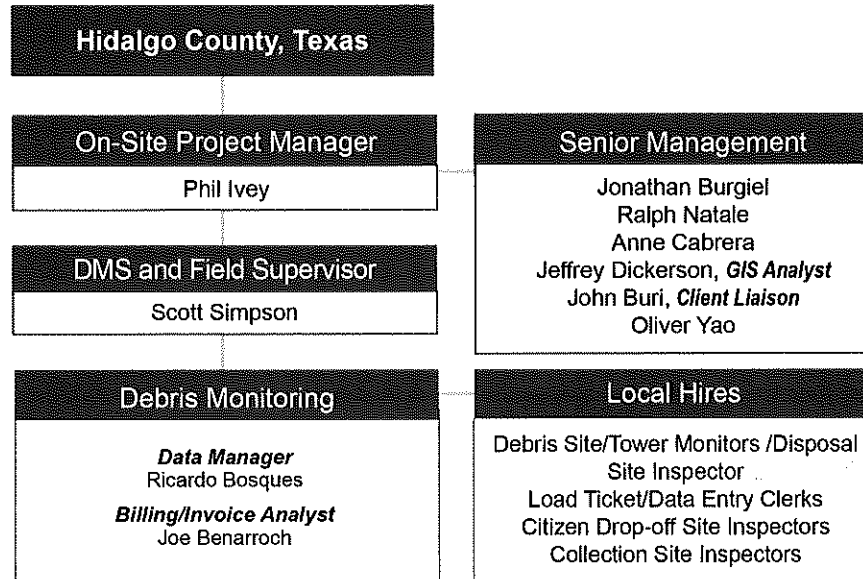 Hidalgo County, Texas
On-Site Project Manager
Phil Ivey
Senior Management
Jonathan Burgiel
Ralph Natale
Anne Cabrera
Jeffrey Dickerson, GIS Analyst
John Buri, Client Liaison
Oliver Yao
DMS and Field Supervisor
Scott Simpson
Debris Monitoring
Data Manager
Ricardo Bosques
Billing/Invoice Analyst
Joe Benarroch
Local Hires
Debris Site/Tower Monitors /Disposal
Site Inspector
Load Ticket/Data Entry Clerks
Citizen Drop-off Site Inspectors
Collection Site Inspectors